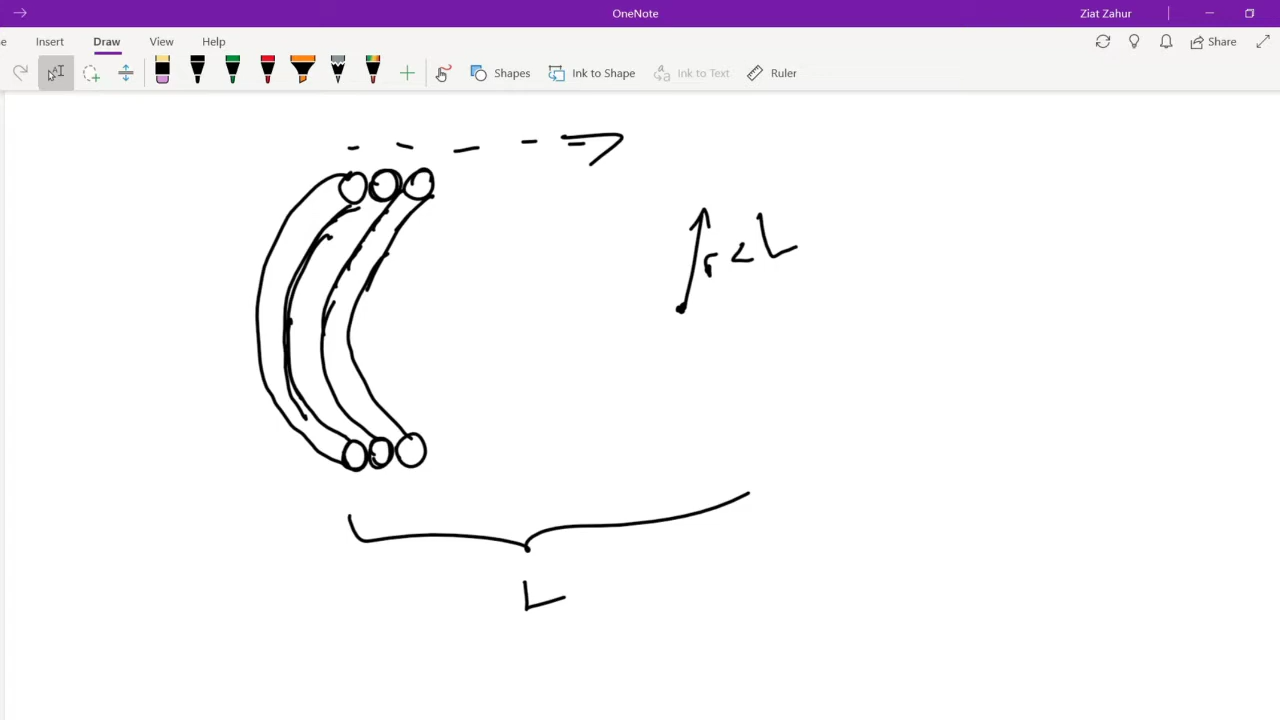 OneNote
Ziat Zahur
e Insert Draw View Help Share
Shapes Ink to Shape Ink to Text Ruler
r < L
L